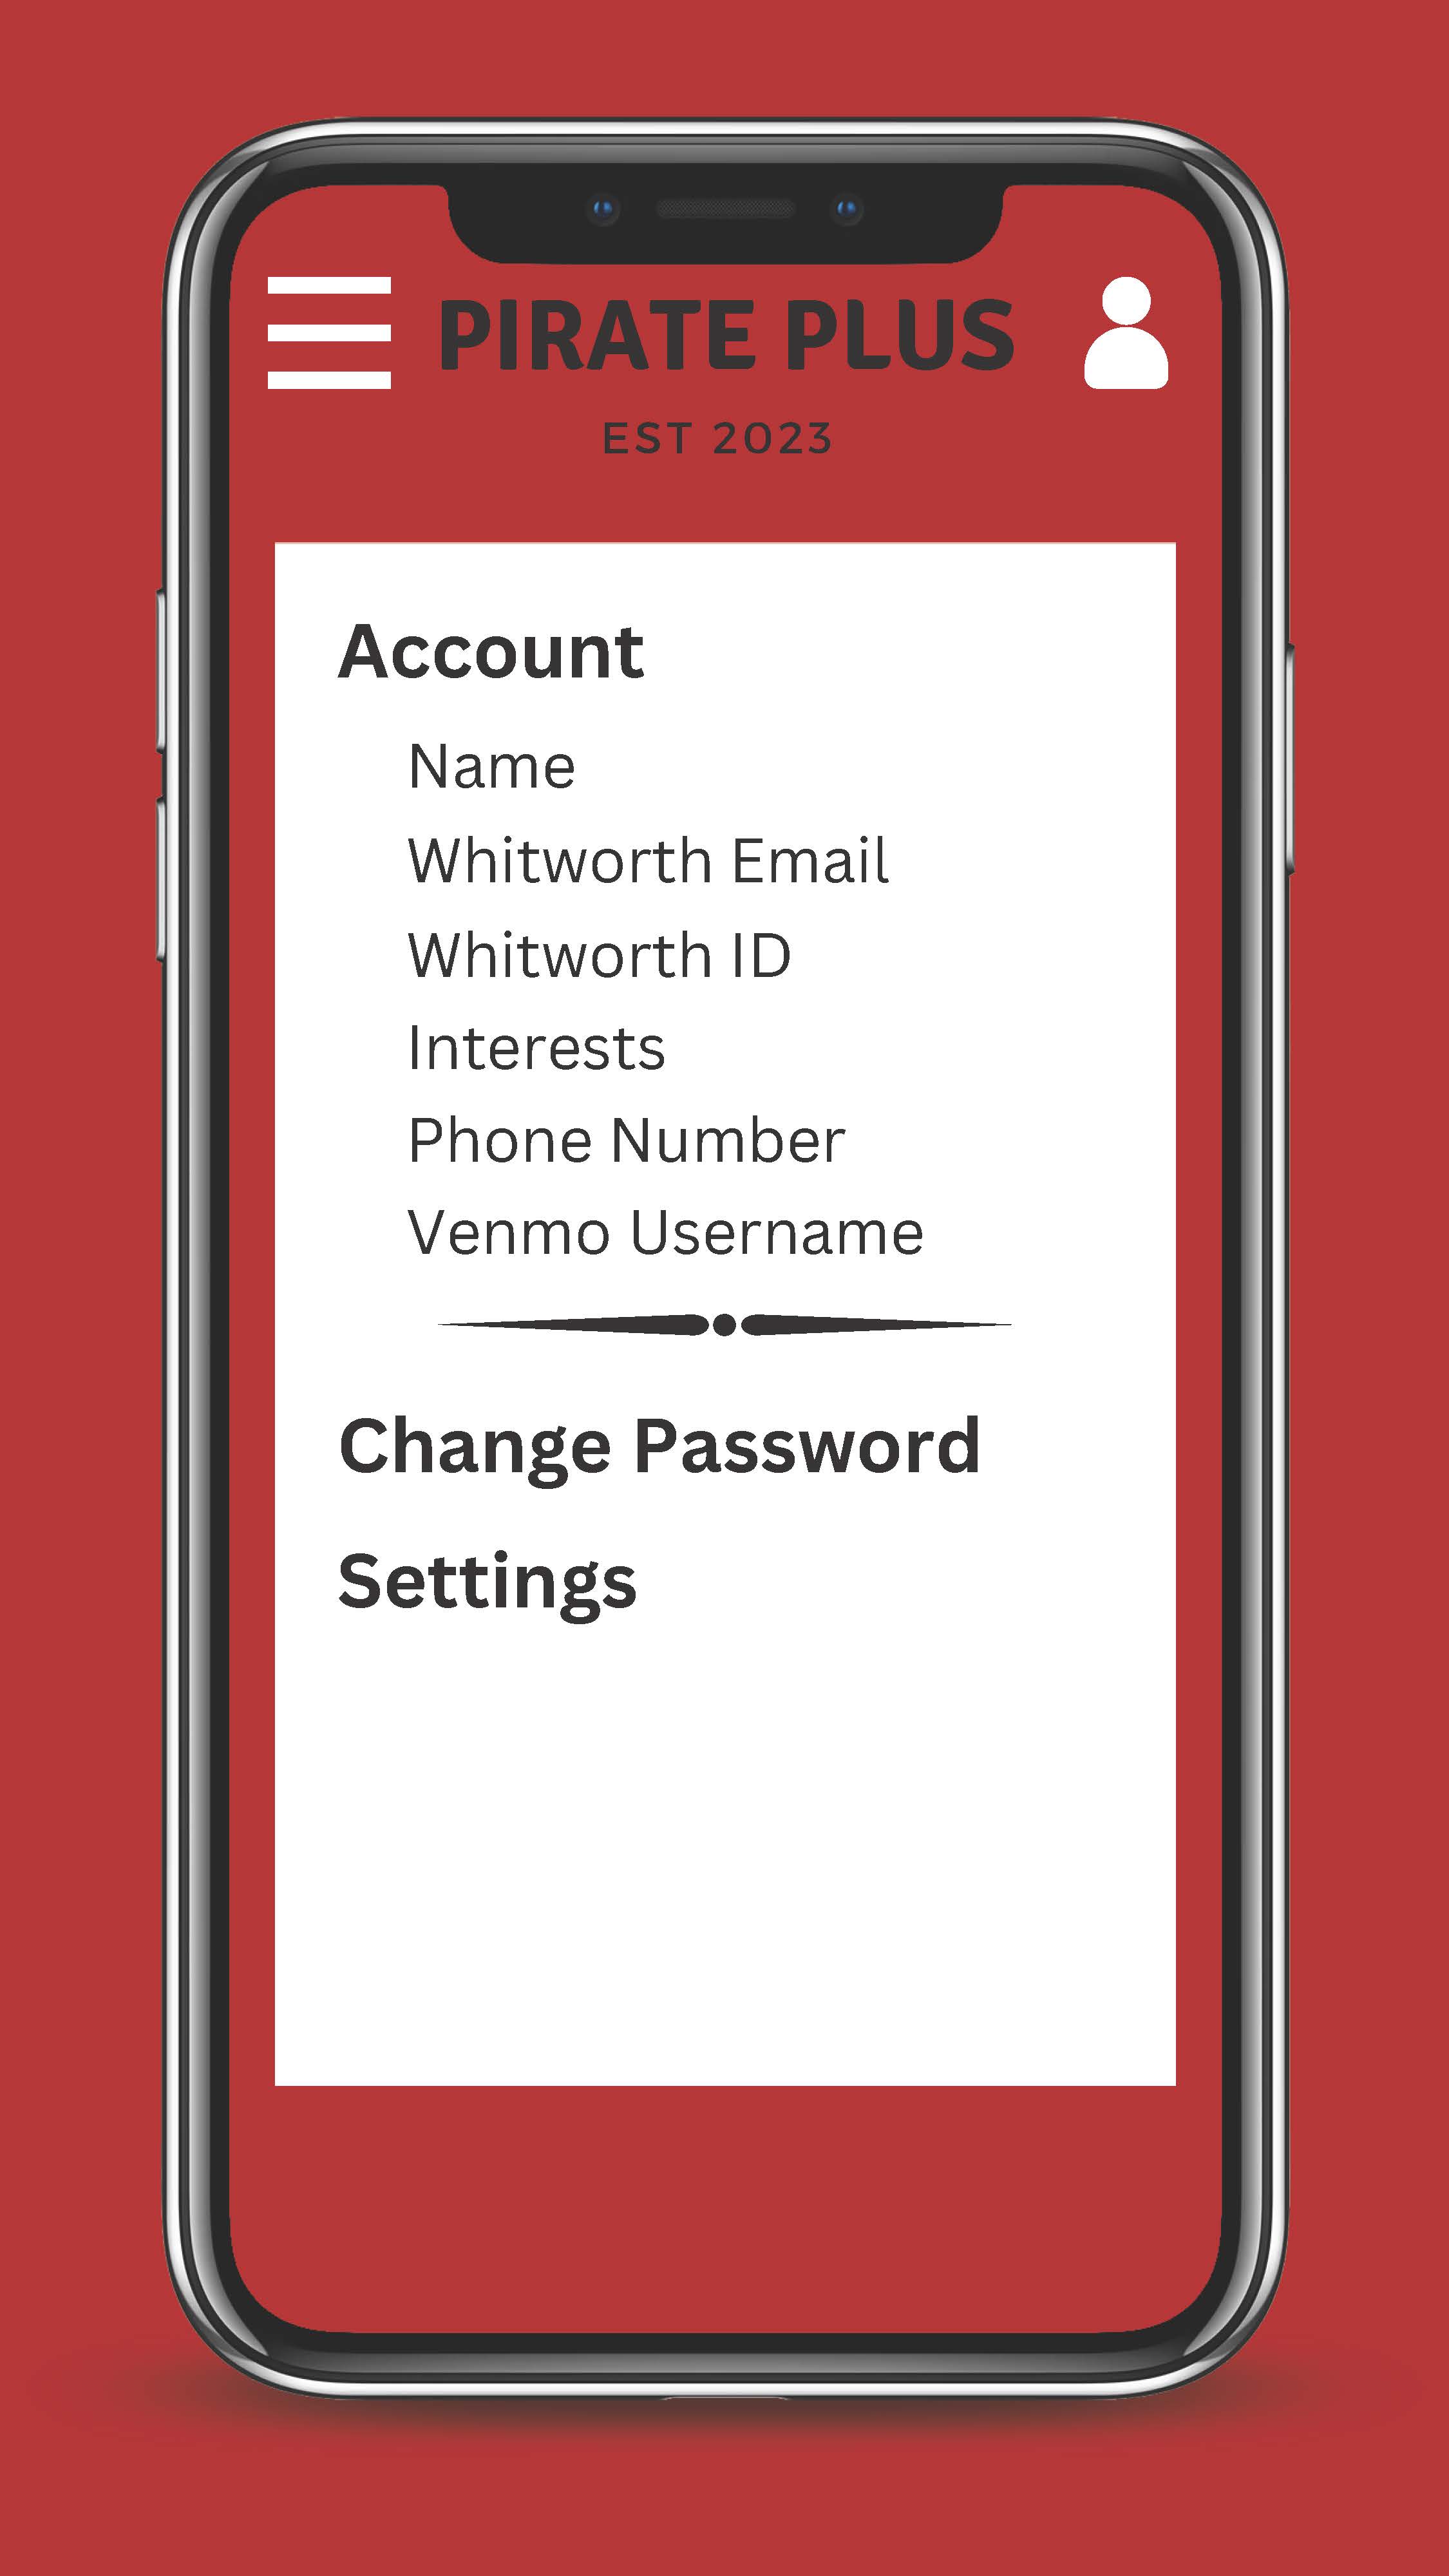 PIRATE PLUS
EST 2023
Account
Name
Whitworth Email
Whitworth ID
Interests
Phone Number
Venmo Username
Change Password
Settings